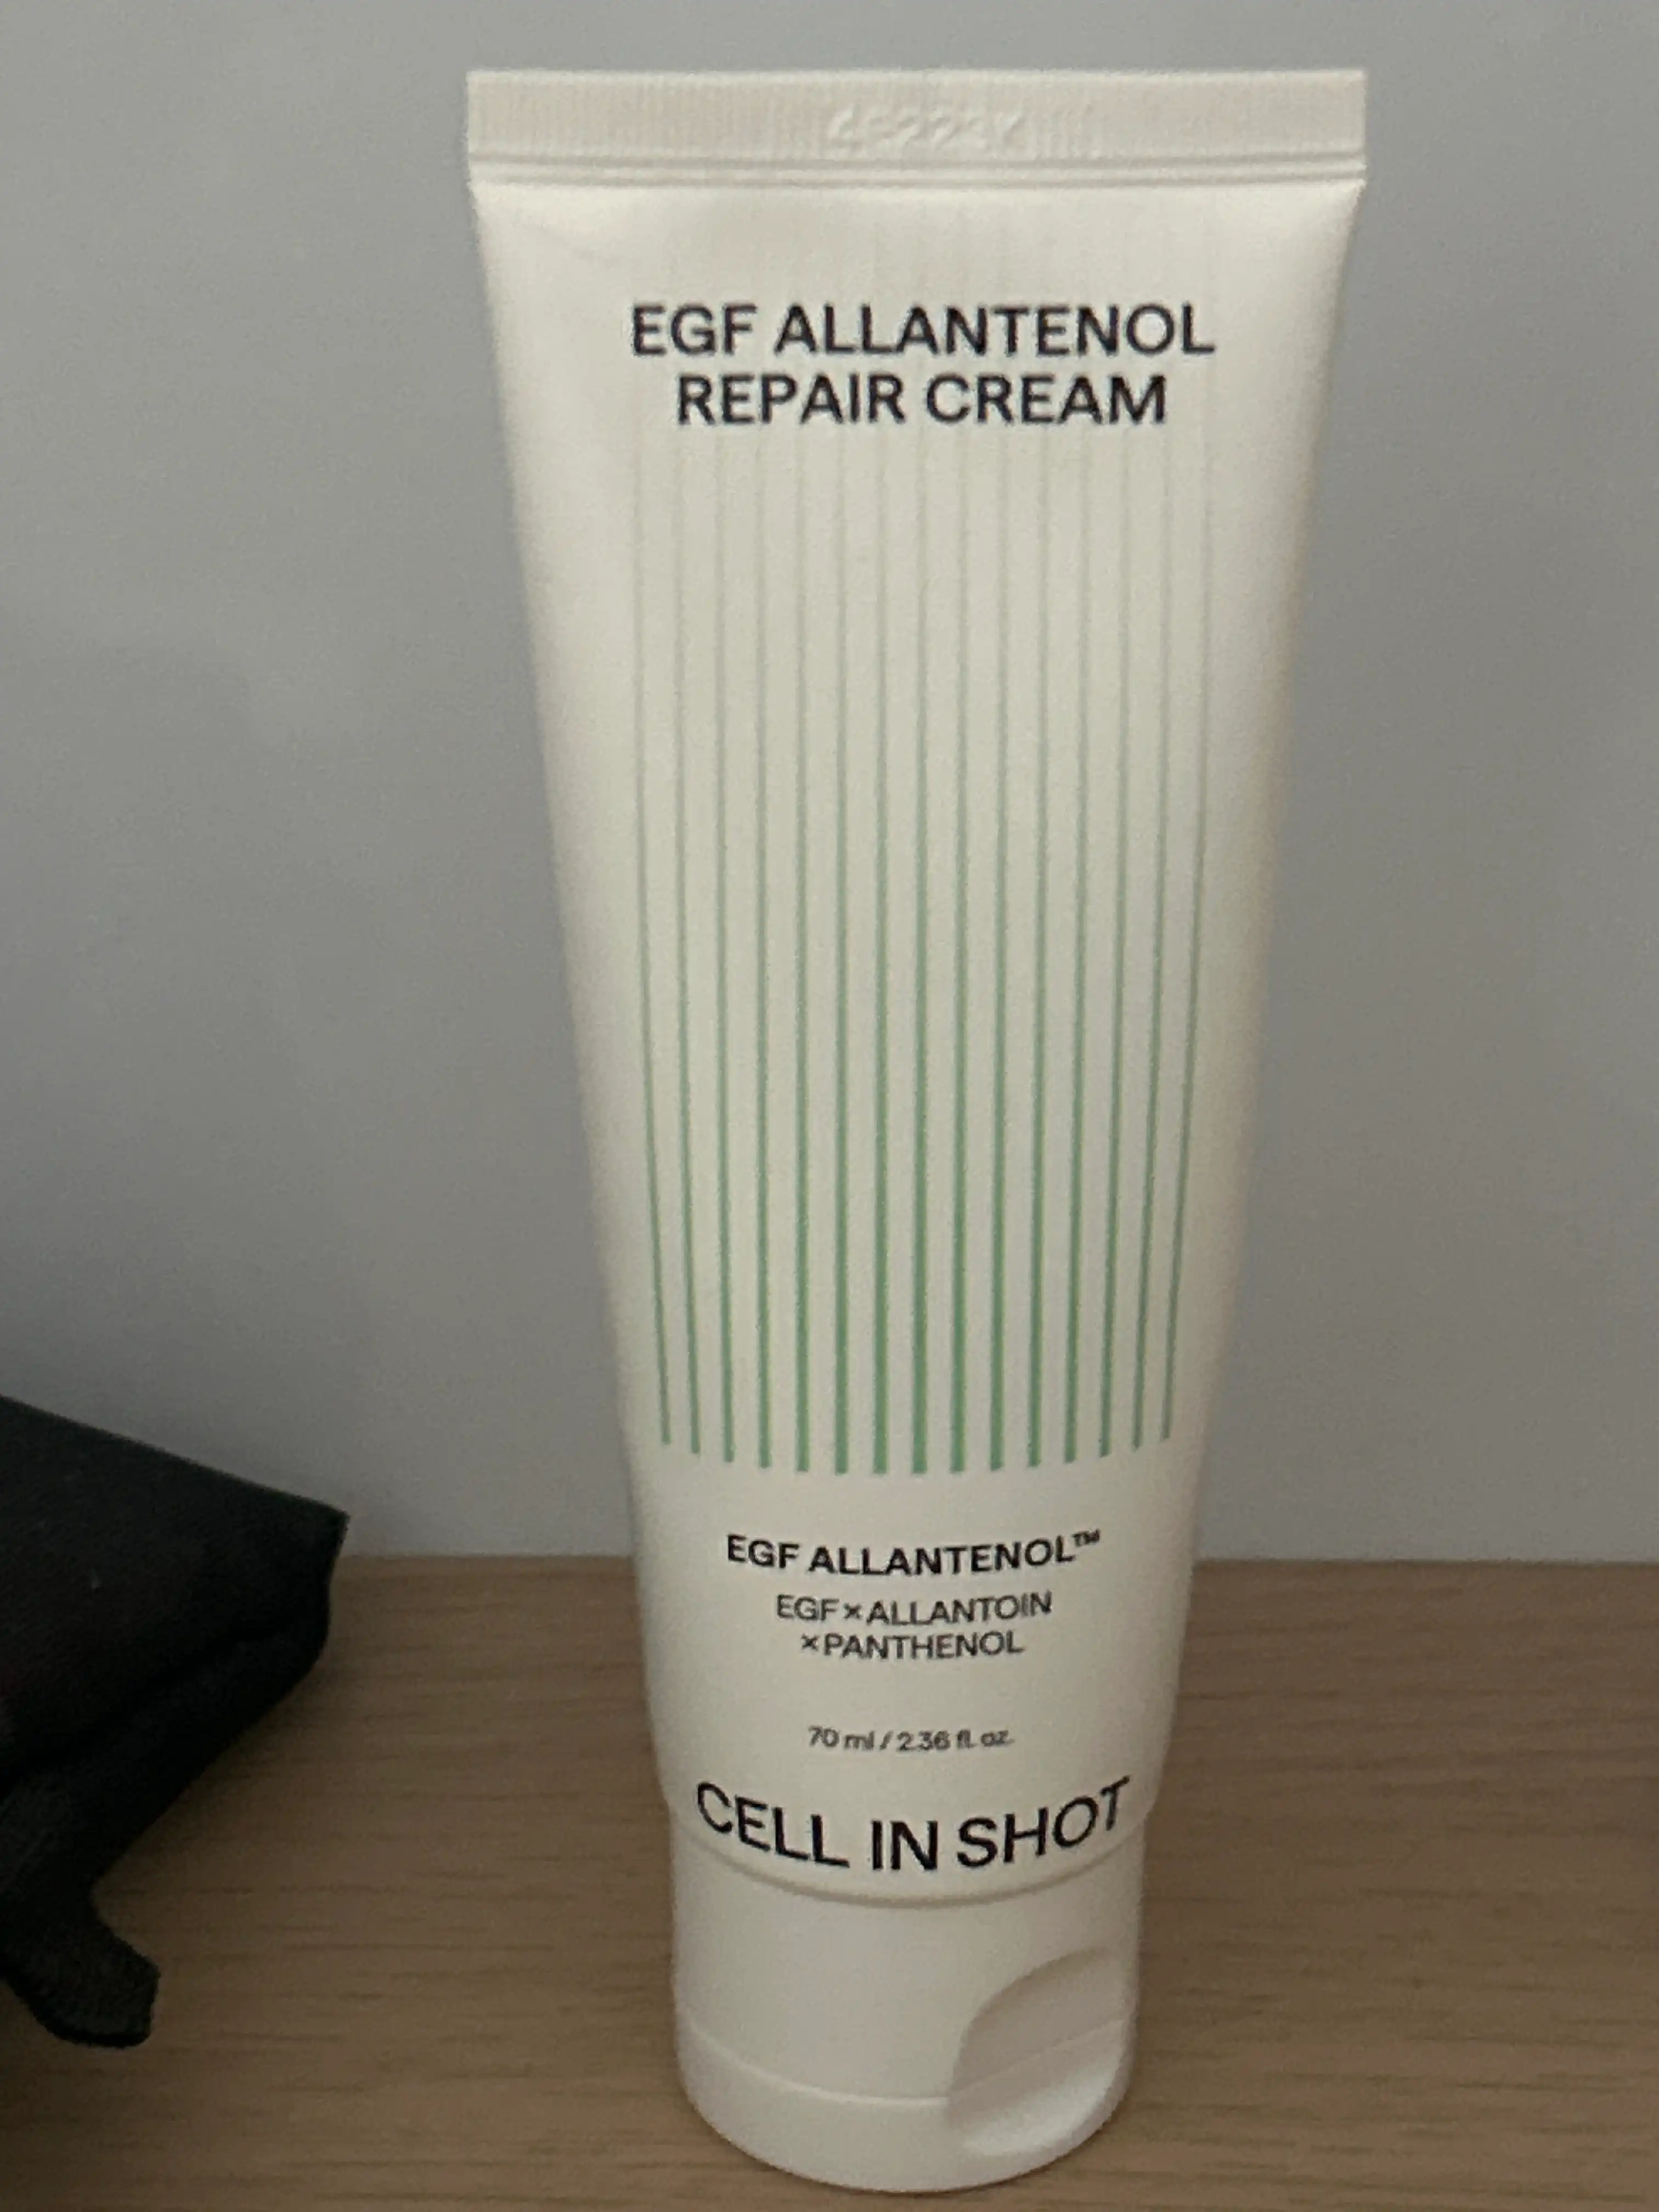 EGF ALLANTENOL
REPAIR CREAM
EGF ALLANTENOL™
EGF×ALLANTOIN
×PANTHENOL
70 ml / 2.36 fl. oz.
CELL IN SHOT